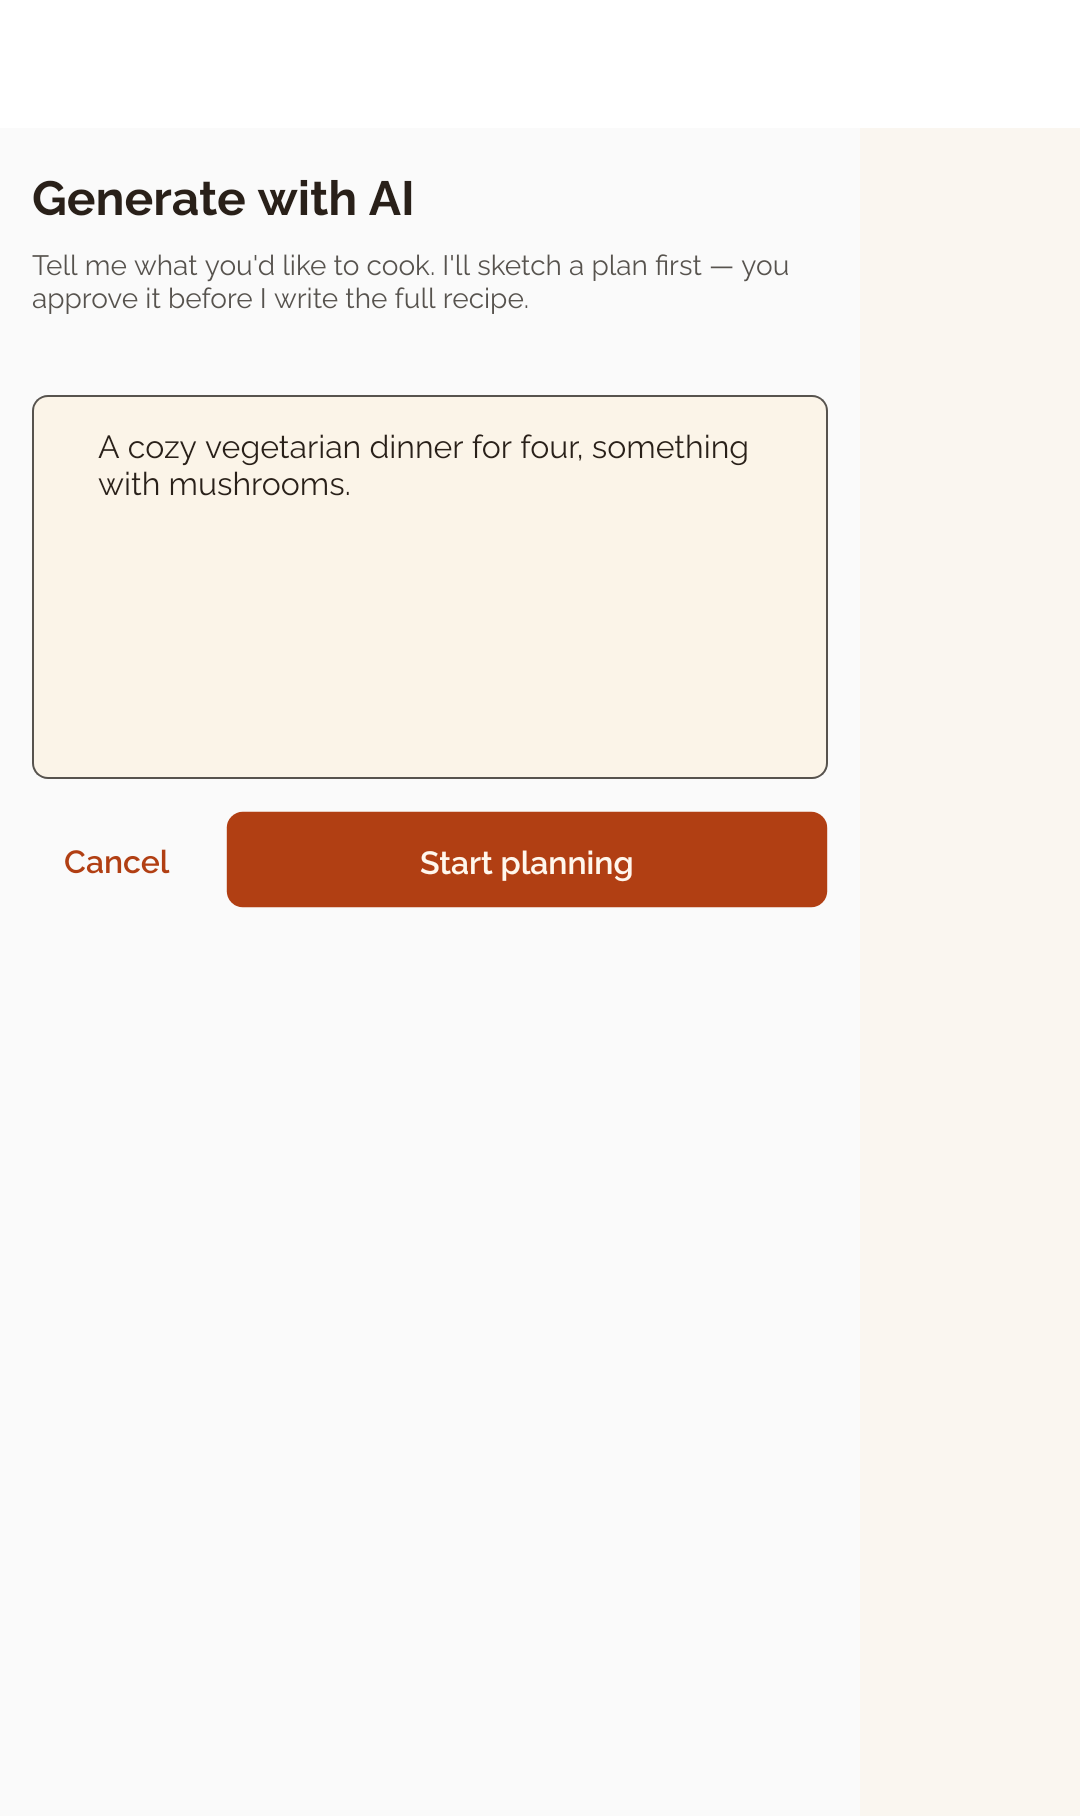 Generate with AI
Tell me what you'd like to cook. I'll sketch a plan first — you
approve it before I write the full recipe.
A cozy vegetarian dinner for four, something
with mushrooms.
Cancel
Start planning